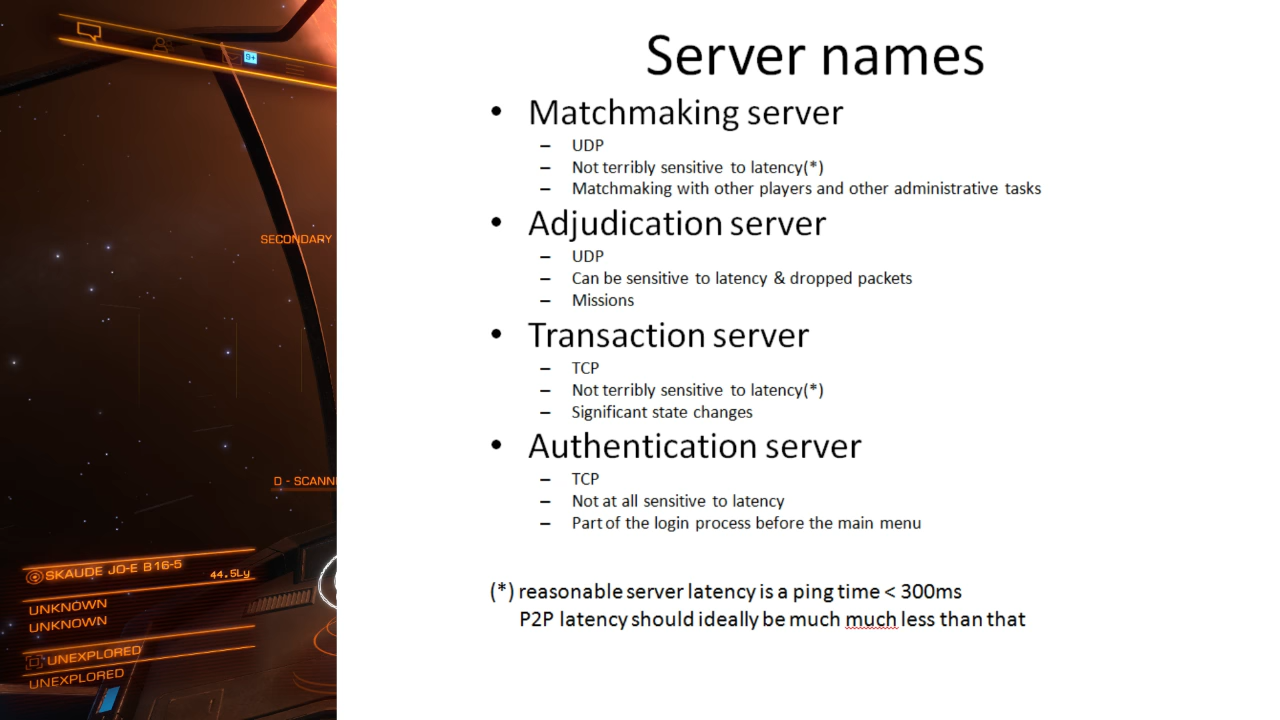 9+
SECONDARY
D - SCANN
SKAUDE JO-E B16-5
44.5Ly
UNKNOWN
UNKNOWN
UNEXPLORED
UNEXPLORED
Server names
• Matchmaking server
– UDP
– Not terribly sensitive to latency(*)
– Matchmaking with other players and other administrative tasks
• Adjudication server
– UDP
– Can be sensitive to latency & dropped packets
– Missions
• Transaction server
– TCP
– Not terribly sensitive to latency(*)
– Significant state changes
• Authentication server
– TCP
– Not at all sensitive to latency
– Part of the login process before the main menu
(*) reasonable server latency is a ping time < 300ms
P2P latency should ideally be much much less than that